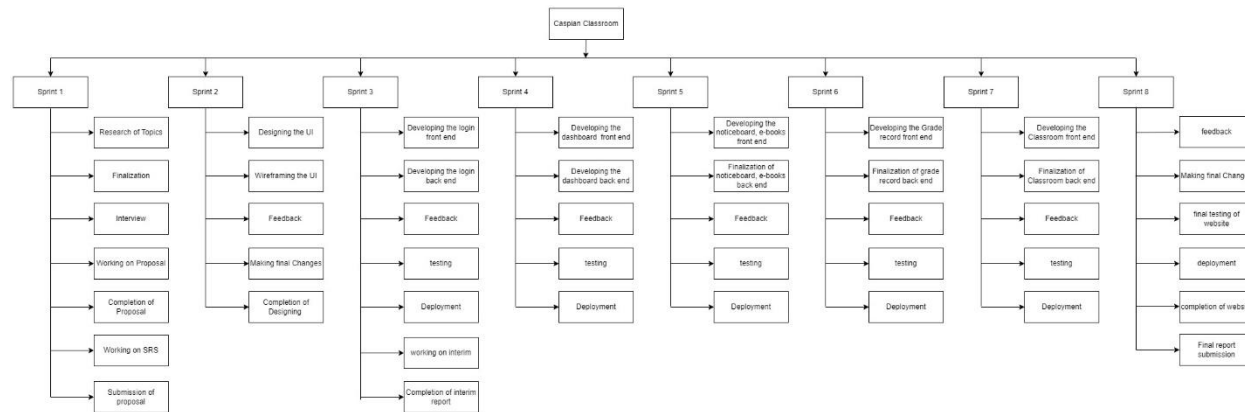 Caspian Classroom
Sprint 1
Sprint 2
Sprint 3
Sprint 4
Sprint 5
Sprint 6
Sprint 7
Sprint 8
Research of Topics
Finalization
Interview
Working on Proposal
Completion of
Proposal
Working on SRS
Submission of
proposal
Designing the UI
Wireframing the UI
Feedback
Making final Changes
Completion of
Designing
Developing the login
front end
Developing the login
back end
Feedback
testing
Deployment
working on interim
Completion of interim
report
Developing the
dashboard front end
Developing the
dashboard back end
Feedback
testing
Deployment
Developing the
noticeboard, e-books
front end
Finalization of
noticeboard, e-books
back end
Feedback
testing
Deployment
Developing the Grade
record front end
Finalization of grade
record back end
Feedback
testing
Deployment
Developing the
Classroom front end
Finalization of
Classroom back end
Feedback
testing
Deployment
feedback
Making final Change
final testing of
website
deployment
completion of websi
Final report
submission